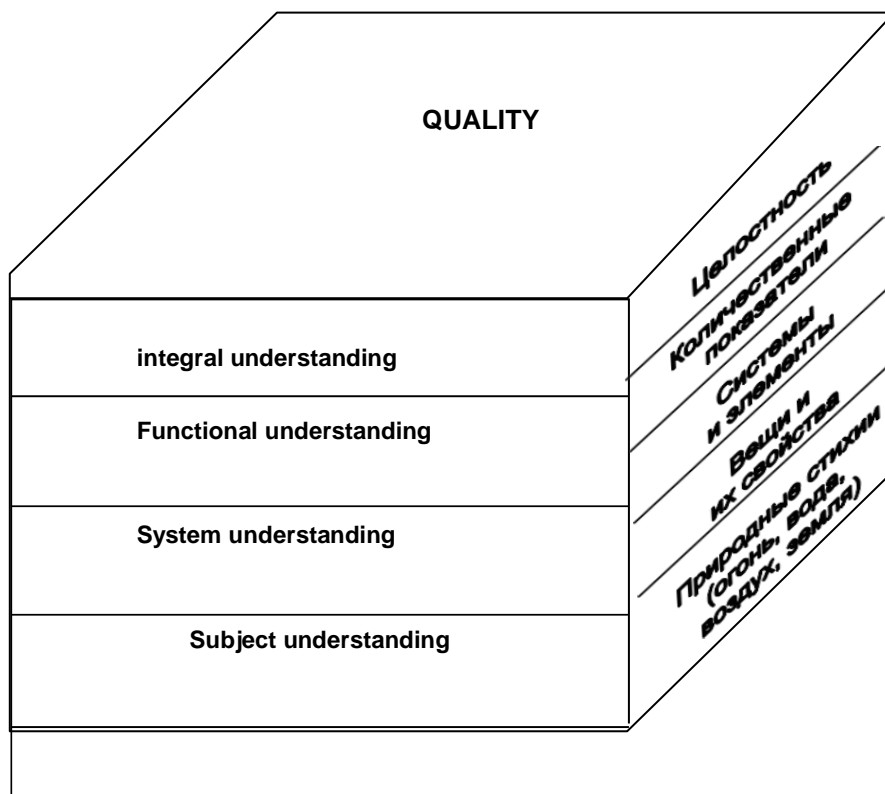 QUALITY
integral understanding
Functional understanding
System understanding
Subject understanding
Целостность
Количественные
показатели
Системы
и элементы
Вещи и
их свойства
Природные стихии
(огонь, вода,
воздух, земля)